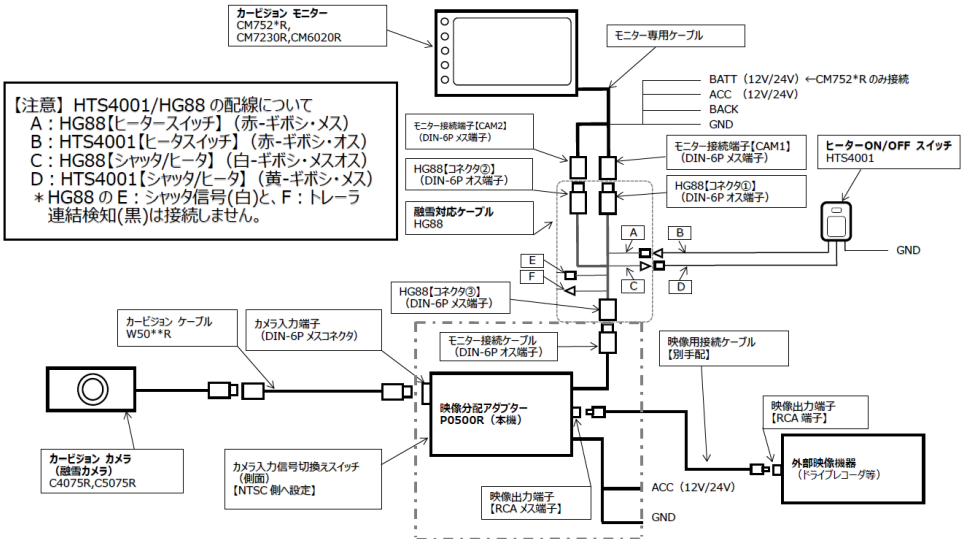 カービジョン モニター
CM752*R,
CM7230R,CM6020R
モニター専用ケーブル
BATT（12V/24V）←CM752*R のみ接続
ACC （12V/24V）
BACK
GND
【注意】HTS4001/HG88 の配線について
A：HG88【ヒータースイッチ】（赤-ギボシ・メス）
B：HTS4001【ヒータスイッチ】（赤-ギボシ・オス）
C：HG88【シャッタ/ヒータ】（白-ギボシ・メスオス）
D：HTS4001【シャッタ/ヒータ】（黄-ギボシ・メス）
＊HG88 の E：シャッタ信号(白)と、F：トレーラ
連結検知(黒)は接続しません。
モニター接続端子【CAM2】
（DIN-6P メス端子）
モニター接続端子【CAM1】
（DIN-6P メス端子）
ヒーターON/OFF スイッチ
HTS4001
HG88【コネクタ②】
（DIN-6P オス端子）
HG88【コネクタ①】
（DIN-6P オス端子）
融雪対応ケーブル
HG88
A
B
GND
E
F
C
D
HG88【コネクタ③】
（DIN-6P メス端子）
カービジョン ケーブル
W50**R
カメラ入力端子
（DIN-6P メスコネクタ）
モニター接続ケーブル
（DIN-6P オス端子）
映像用接続ケーブル
【別手配】
映像分配アダプター
P0500R（本機）
映像出力端子
【RCA 端子】
カービジョン カメラ
（融雪カメラ）
C4075R,C5075R
カメラ入力信号切換えスイッチ
（側面）
【NTSC 側へ設定】
外部映像機器
（ドライブレコーダ等）
映像出力端子
【RCA メス端子】
ACC（12V/24V）
GND